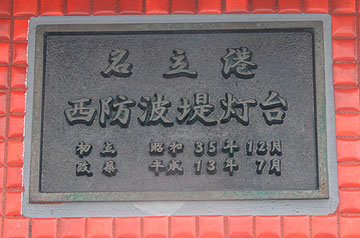 名立港
西防波堤灯台
初点 昭和 35年12月
改築 平成 13年 7月